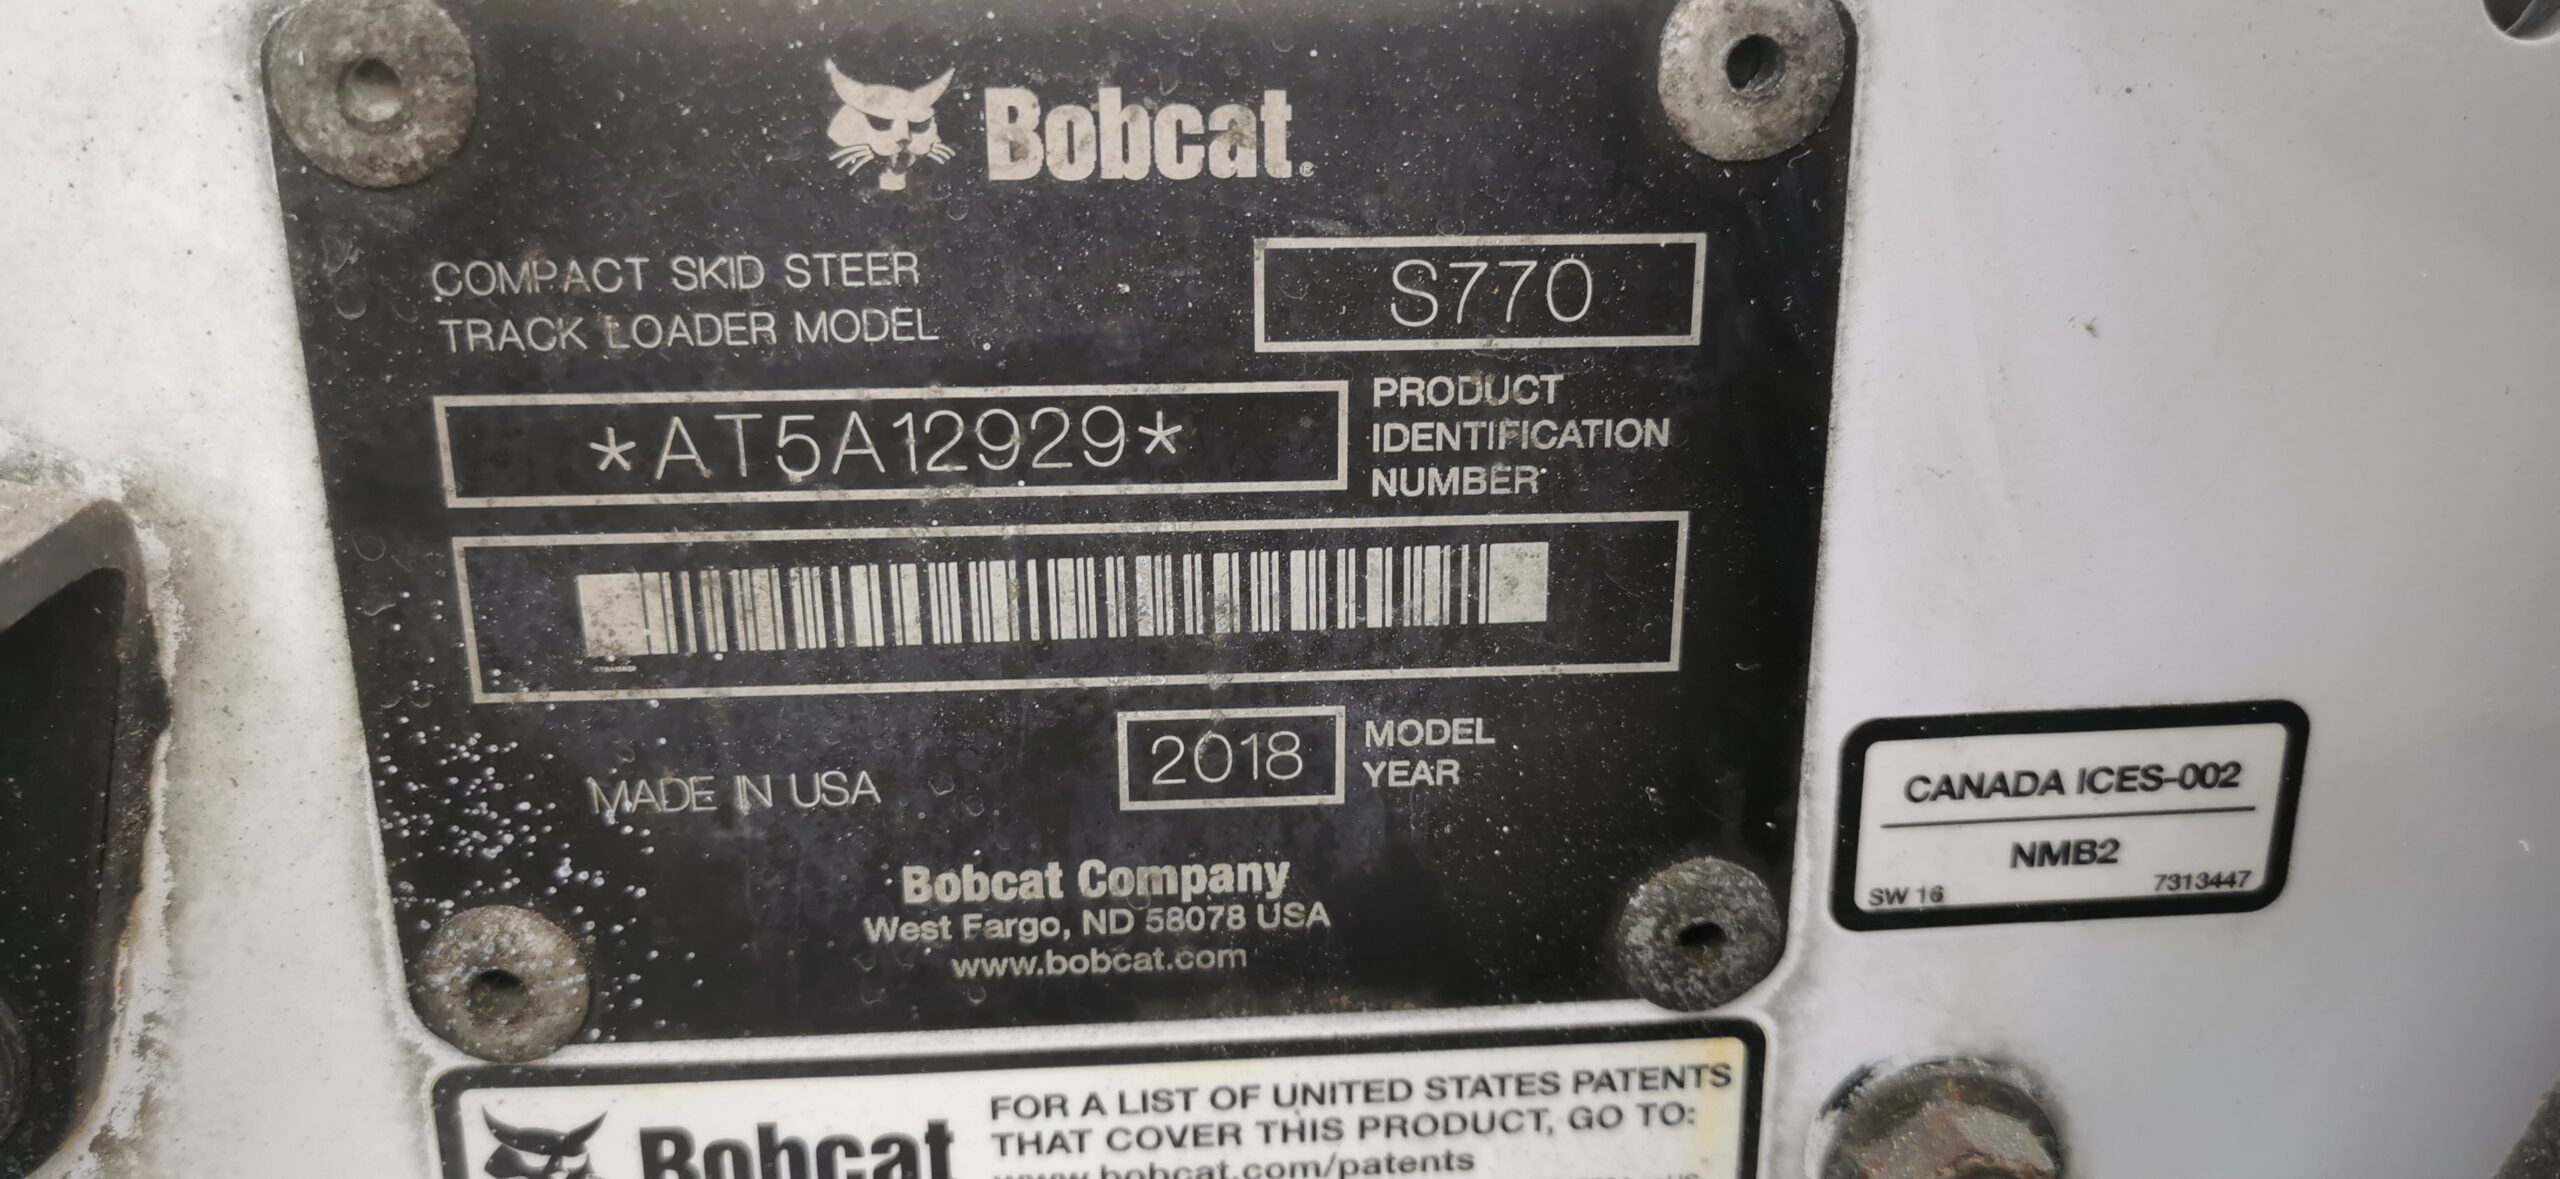 Bobcat®
COMPACT SKID STEER
TRACK LOADER MODEL
S770
*AT5A12929*
PRODUCT
IDENTIFICATION
NUMBER
MADE IN USA
2018
MODEL
YEAR
Bobcat Company
West Fargo, ND 58078 USA
www.bobcat.com
CANADA ICES-002
NMB2
SW 16
7313447
Bobcat
FOR A LIST OF UNITED STATES PATENTS
THAT COVER THIS PRODUCT, GO TO:
www.bobcat.com/patents